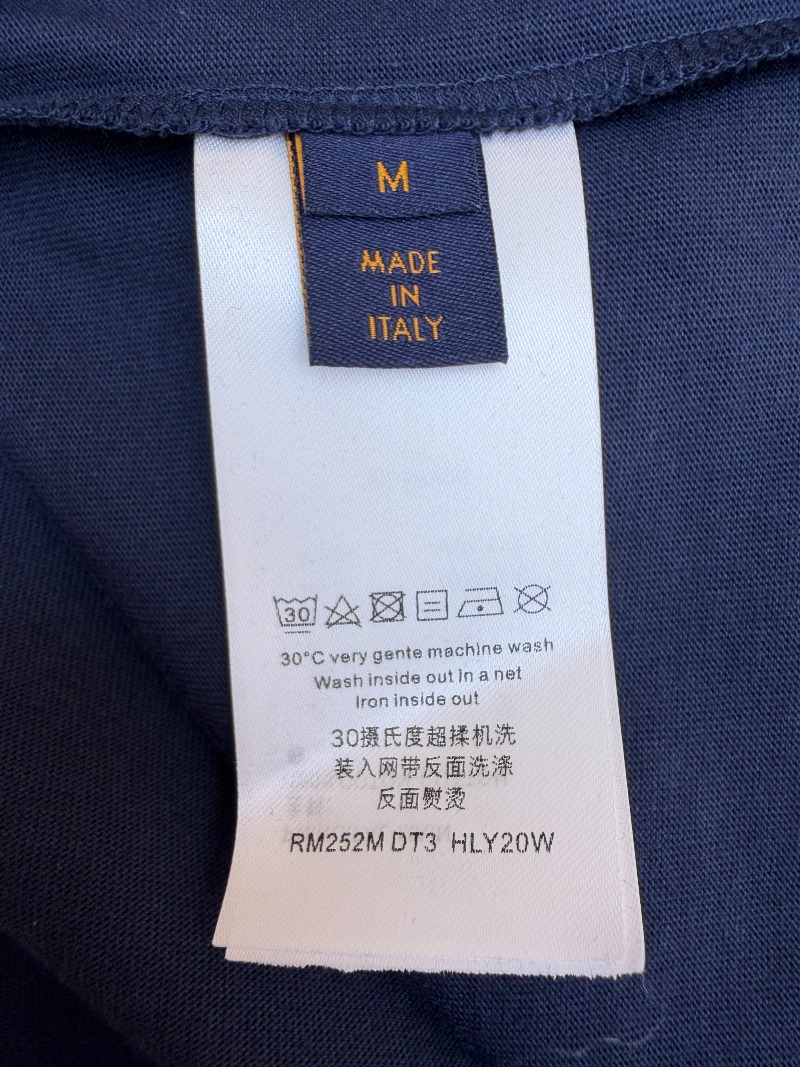 M
MADE
IN
ITALY
30
30°C very gente machine wash
Wash inside out in a net
Iron inside out
30摄氏度超揉机洗
装入网带反面洗涤
反面熨烫
RM252M DT3 HLY20W